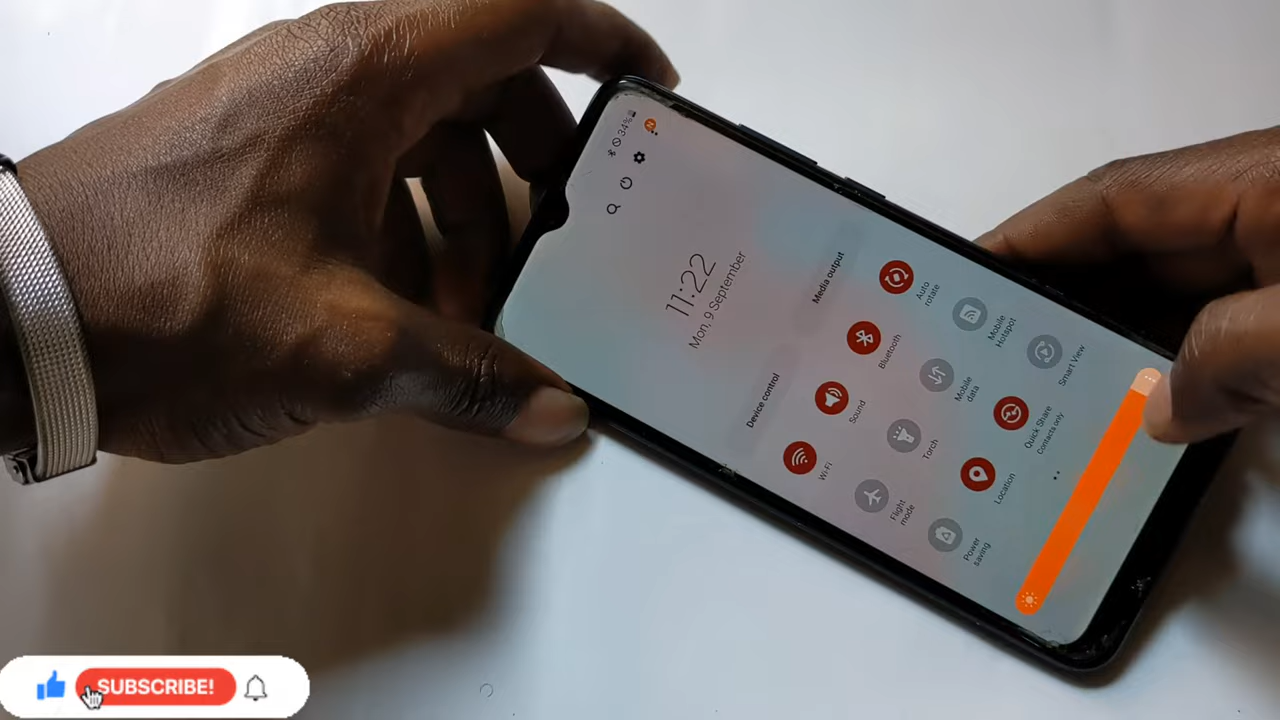 34%
11:22
Mon, 9 September
Device control
Media output
Wi-Fi
Sound
Bluetooth
Auto
rotate
Flight
mode
Torch
Mobile
data
Mobile
Hotspot
Power
saving
Location
Quick Share
Contacts only
Smart View
SUBSCRIBE!